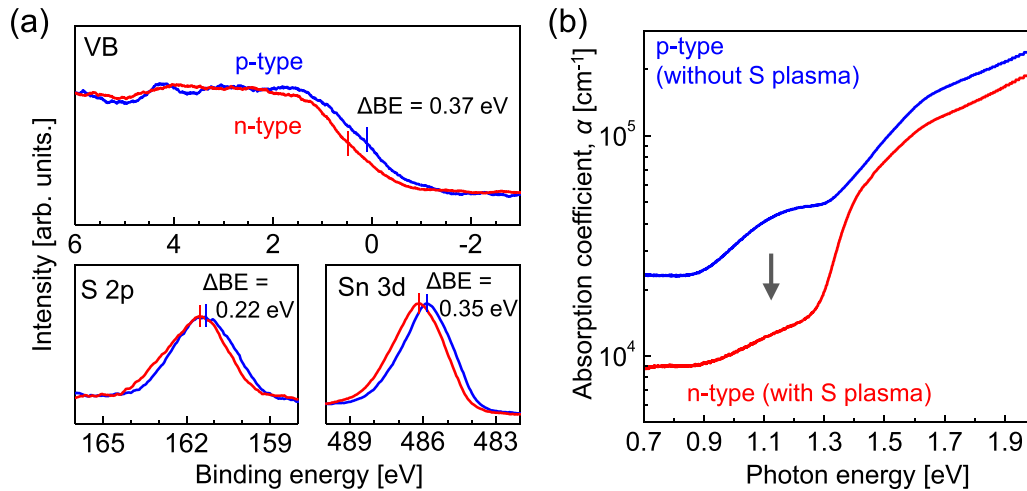 (a)
VB
p-type
ΔBE = 0.37 eV
n-type
6 4 2 0 -2
Intensity [arb. units.]
S 2p
ΔBE =
0.22 eV
165 162 159
Sn 3d
ΔBE =
0.35 eV
489 486 483
Binding energy [eV]
(b)
p-type
(without S plasma)
n-type (with S plasma)
Absorption coefficient, α [cm⁻¹]
10⁵
10⁴
0.7 0.9 1.1 1.3 1.5 1.7 1.9
Photon energy [eV]